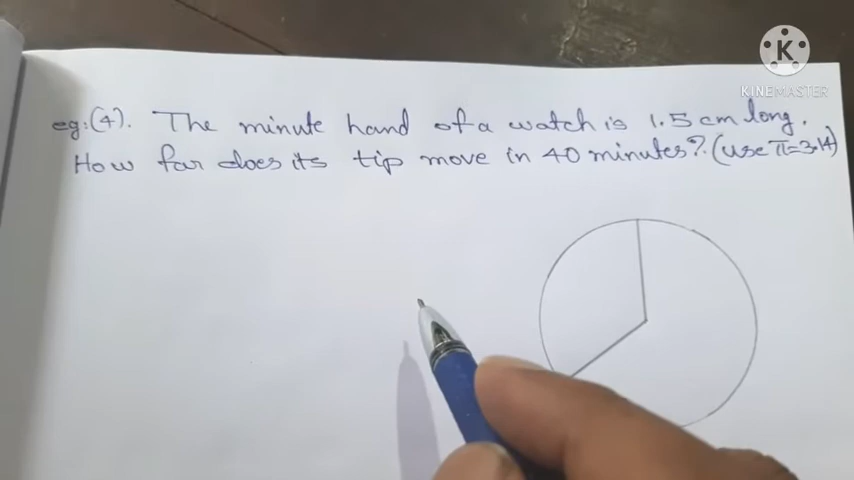 K
KINEMASTER
eg:(4). The minute hand of a watch is 1.5 cm long.
How far does its tip move in 40 minutes? (use π=3.14)